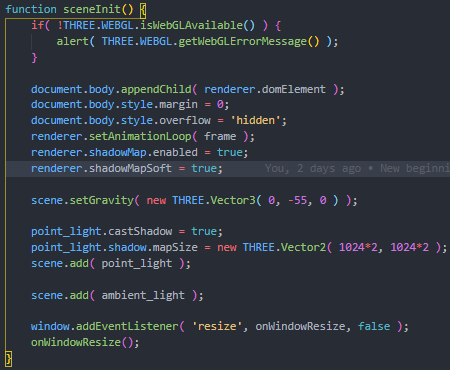 function sceneInit() {
if( !THREE.WEBGL.isWebGLAvailable() ) {
alert( THREE.WEBGL.getWebGLErrorMessage() );
}
document.body.appendChild( renderer.domElement );
document.body.style.margin = 0;
document.body.style.overflow = 'hidden';
renderer.setAnimationLoop( frame );
renderer.shadowMap.enabled = true;
renderer.shadowMapSoft = true; You, 2 days ago • New beginni
scene.setGravity( new THREE.Vector3( 0, -55, 0 ) );
point_light.castShadow = true;
point_light.shadow.mapSize = new THREE.Vector2( 1024*2, 1024*2 );
scene.add( point_light );
scene.add( ambient_light );
window.addEventListener( 'resize', onWindowResize, false );
onWindowResize();
}